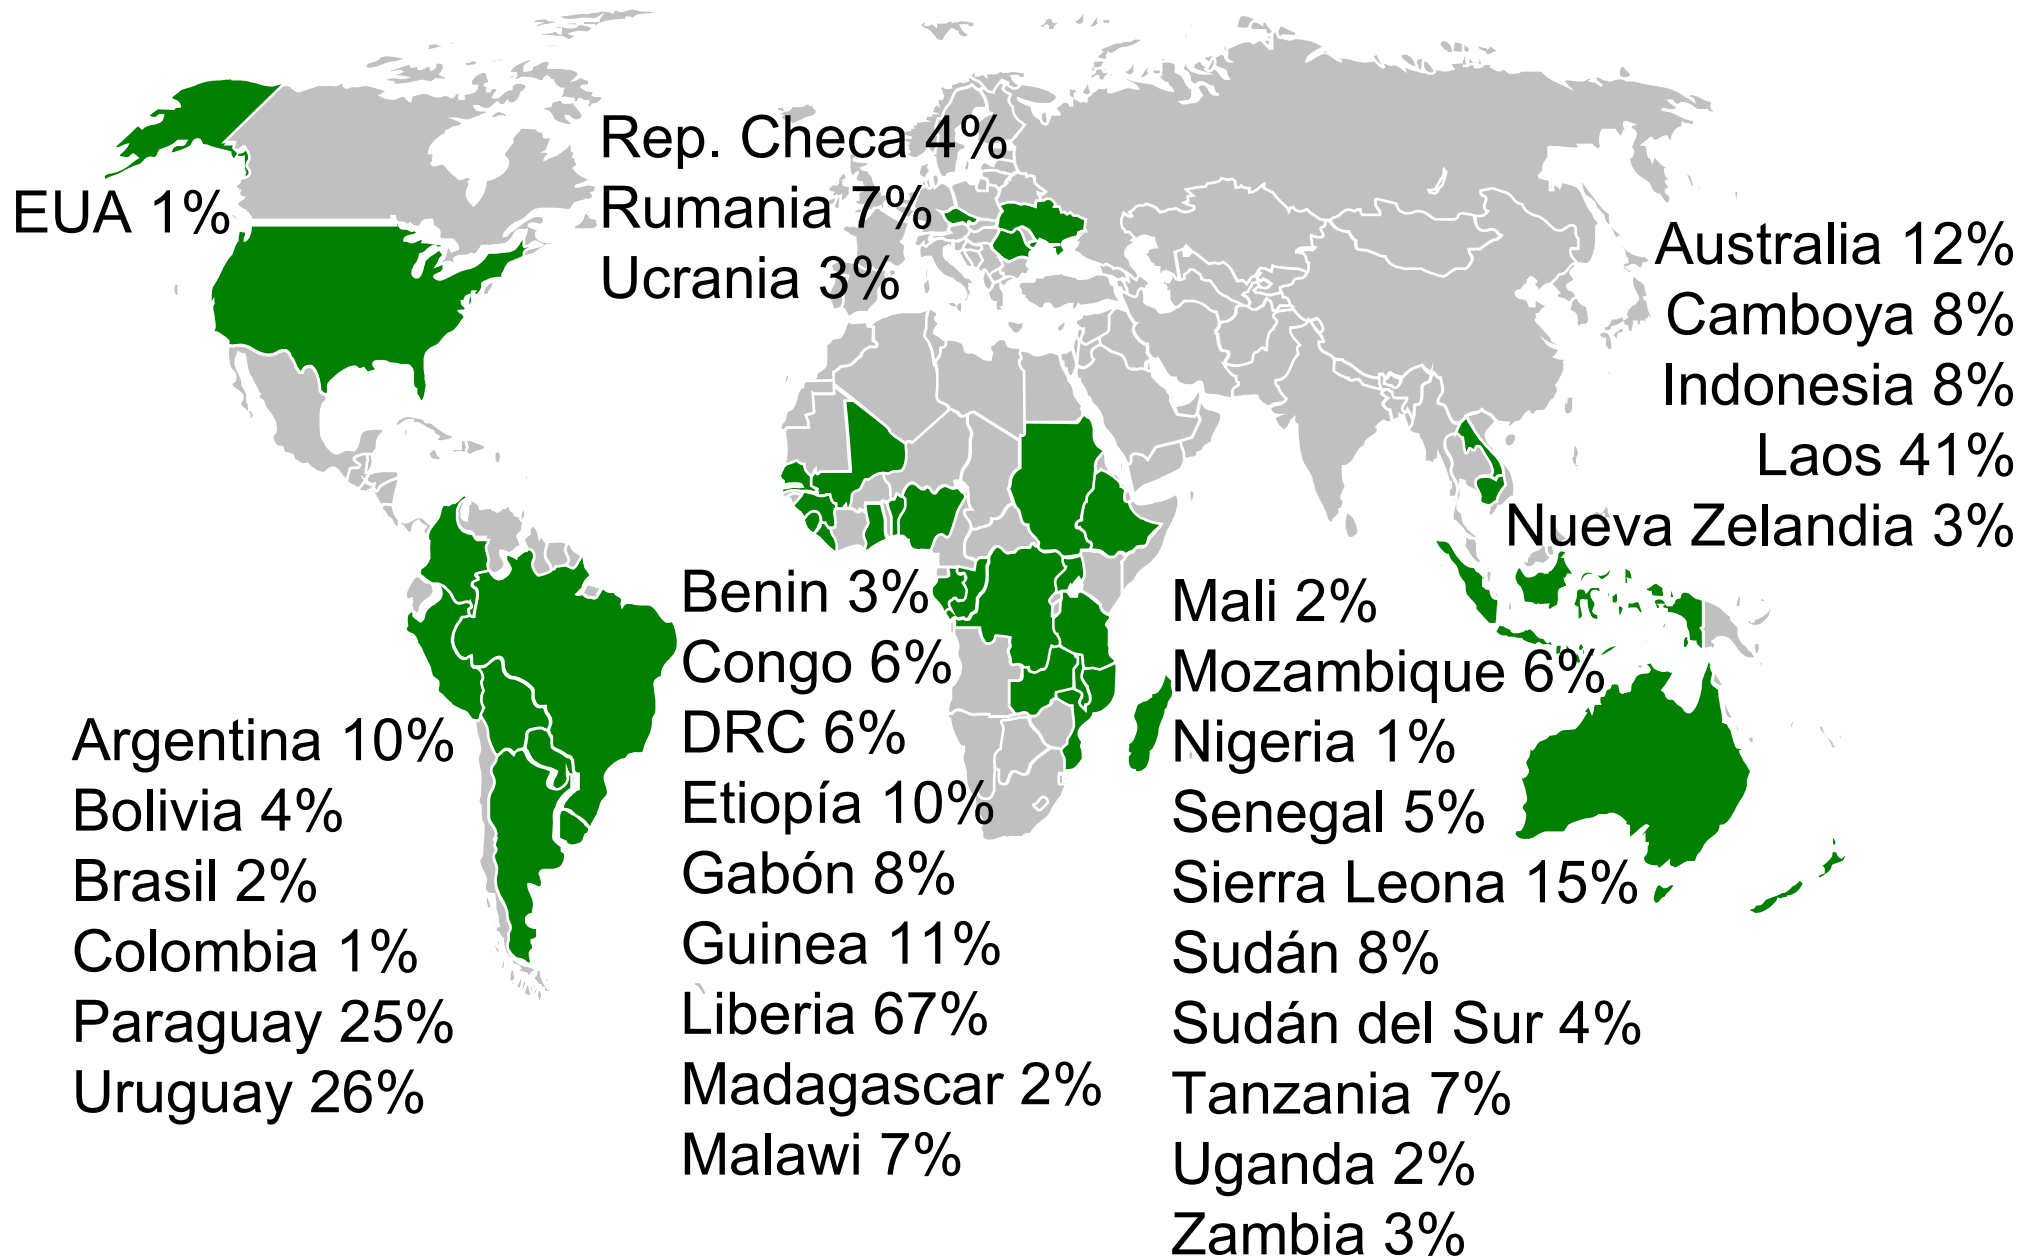 EUA 1%
Rep. Checa 4%
Rumania 7%
Ucrania 3%
Australia 12%
Camboya 8%
Indonesia 8%
Laos 41%
Nueva Zelandia 3%
Argentina 10%
Bolivia 4%
Brasil 2%
Colombia 1%
Paraguay 25%
Uruguay 26%
Benin 3%
Congo 6%
DRC 6%
Etiopía 10%
Gabón 8%
Guinea 11%
Liberia 67%
Madagascar 2%
Malawi 7%
Mali 2%
Mozambique 6%
Nigeria 1%
Senegal 5%
Sierra Leona 15%
Sudán 8%
Sudán del Sur 4%
Tanzania 7%
Uganda 2%
Zambia 3%